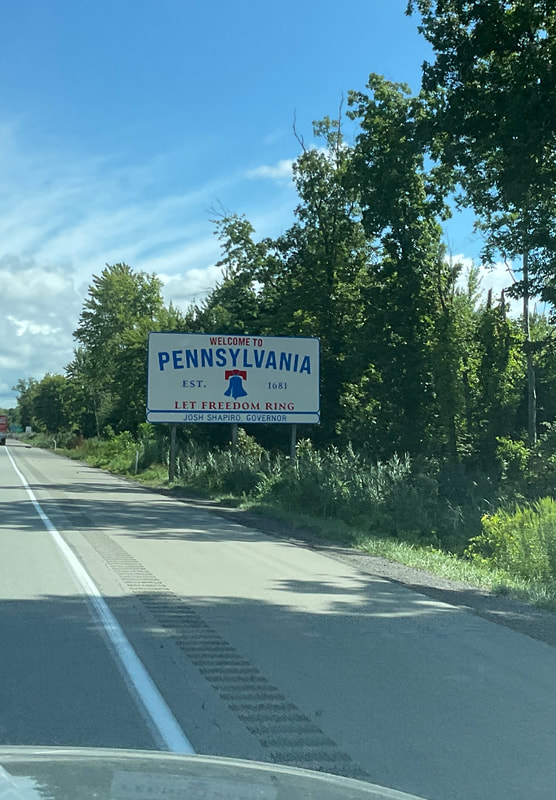 WELCOME TO
PENNSYLVANIA
EST. 1681
LET FREEDOM RING
JOSH SHAPIRO, GOVERNOR